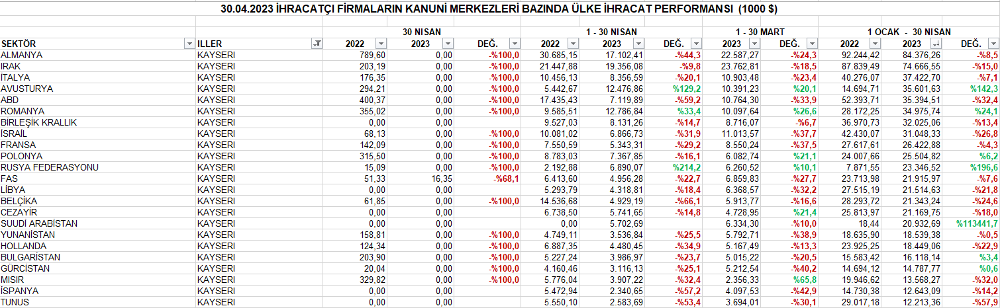 30.04.2023 İHRACATÇI FİRMALARIN KANUNİ MERKEZLERİ BAZINDA ÜLKE İHRACAT PERFORMANSI (1000 $)
30 NISAN 1 - 30 NISAN 1 - 30 MART 1 OCAK - 30 NISAN
SEKTÖR ILLER 2022 2023 DEĞ. 2022 2023 DEĞ. 2023 DEĞ. 2022 2023 DEĞ.
ALMANYA KAYSERI 789,60 0,00 -%100,0 30.685,15 17.102,41 -%44,3 22.587,27 -%24,3 92.244,42 84.376,26 -%8,5
IRAK KAYSERI 203,19 0,00 -%100,0 21.447,88 19.356,08 -%9,8 23.762,81 -%18,5 87.839,49 74.666,55 -%15,0
İTALYA KAYSERI 176,35 0,00 -%100,0 10.456,13 8.356,59 -%20,1 10.903,48 -%23,4 40.276,07 37.422,70 -%7,1
AVUSTURYA KAYSERI 294,21 0,00 -%100,0 5.442,67 12.476,86 %129,2 10.391,23 %20,1 14.694,71 35.601,63 %142,3
ABD KAYSERI 400,37 0,00 -%100,0 17.435,43 7.119,89 -%59,2 10.764,30 -%33,9 52.393,71 35.394,51 -%32,4
ROMANYA KAYSERI 355,02 0,00 -%100,0 9.585,51 12.786,84 %33,4 10.097,64 %26,6 28.172,25 34.975,74 %24,1
BİRLEŞİK KRALLIK KAYSERI 0,00 0,00 9.527,03 8.131,26 -%14,7 8.716,07 -%6,7 36.970,73 32.025,06 -%13,4
İSRAİL KAYSERI 68,13 0,00 -%100,0 10.081,02 6.866,73 -%31,9 11.013,57 -%37,7 42.430,07 31.048,33 -%26,8
FRANSA KAYSERI 142,09 0,00 -%100,0 7.550,59 5.343,31 -%29,2 8.550,24 -%37,5 27.617,61 26.422,88 -%4,3
POLONYA KAYSERI 315,50 0,00 -%100,0 8.783,03 7.367,85 -%16,1 6.082,74 %21,1 24.007,66 25.504,82 %6,2
RUSYA FEDERASYONU KAYSERI 15,09 0,00 -%100,0 2.192,88 6.890,07 %214,2 6.260,52 %10,1 7.871,55 23.346,52 %196,6
FAS KAYSERI 51,33 16,35 -%68,1 6.413,60 4.956,28 -%22,7 6.859,83 -%27,7 23.713,98 21.915,97 -%7,6
LİBYA KAYSERI 0,00 0,00 5.293,79 4.318,81 -%18,4 6.368,57 -%32,2 27.515,19 21.514,63 -%21,8
BELÇİKA KAYSERI 61,85 0,00 -%100,0 14.536,68 4.929,19 -%66,1 5.913,77 -%16,6 28.293,72 21.343,24 -%24,6
CEZAYİR KAYSERI 0,00 0,00 6.738,50 5.741,65 -%14,8 4.728,95 %21,4 25.813,97 21.169,75 -%18,0
SUUDİ ARABİSTAN KAYSERI 0,00 0,00 0,00 5.702,69 6.334,30 -%10,0 18,44 20.932,69 %113441,7
YUNANİSTAN KAYSERI 158,81 0,00 -%100,0 4.749,11 3.536,84 -%25,5 5.792,71 -%38,9 18.635,90 18.539,38 -%0,5
HOLLANDA KAYSERI 124,34 0,00 -%100,0 6.887,35 4.480,45 -%34,9 5.167,49 -%13,3 23.925,25 18.449,06 -%22,9
BULGARİSTAN KAYSERI 203,90 0,00 -%100,0 5.227,24 3.986,97 -%23,7 5.015,22 -%20,5 15.583,42 16.118,14 %3,4
GÜRCİSTAN KAYSERI 20,04 0,00 -%100,0 4.160,46 3.116,13 -%25,1 5.212,54 -%40,2 14.694,12 14.787,77 %0,6
MISIR KAYSERI 329,82 0,00 -%100,0 5.776,04 3.907,22 -%32,4 2.356,33 %65,8 19.946,62 13.568,27 -%32,0
İSPANYA KAYSERI 0,00 0,00 5.472,94 2.340,65 -%57,2 4.097,53 -%42,9 14.730,38 12.643,09 -%14,2
TUNUS KAYSERI 0,00 0,00 5.550,10 2.583,69 -%53,4 3.694,01 -%30,1 29.017,18 12.213,36 -%57,9